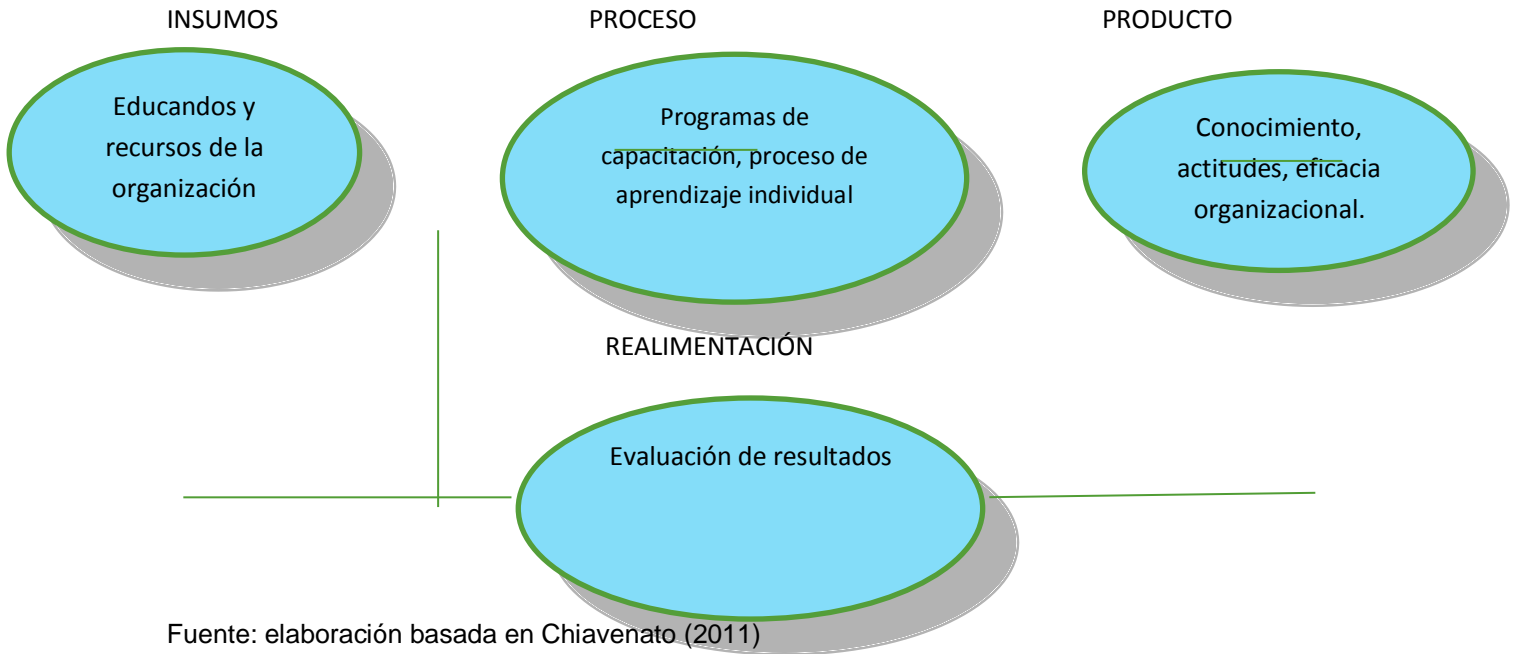 INSUMOS
PROCESO
PRODUCTO
Educandos y
recursos de la
organización
Programas de
capacitación, proceso de
aprendizaje individual
Conocimiento,
actitudes, eficacia
organizacional.
REALIMENTACIÓN
Evaluación de resultados
Fuente: elaboración basada en Chiavenato (2011)